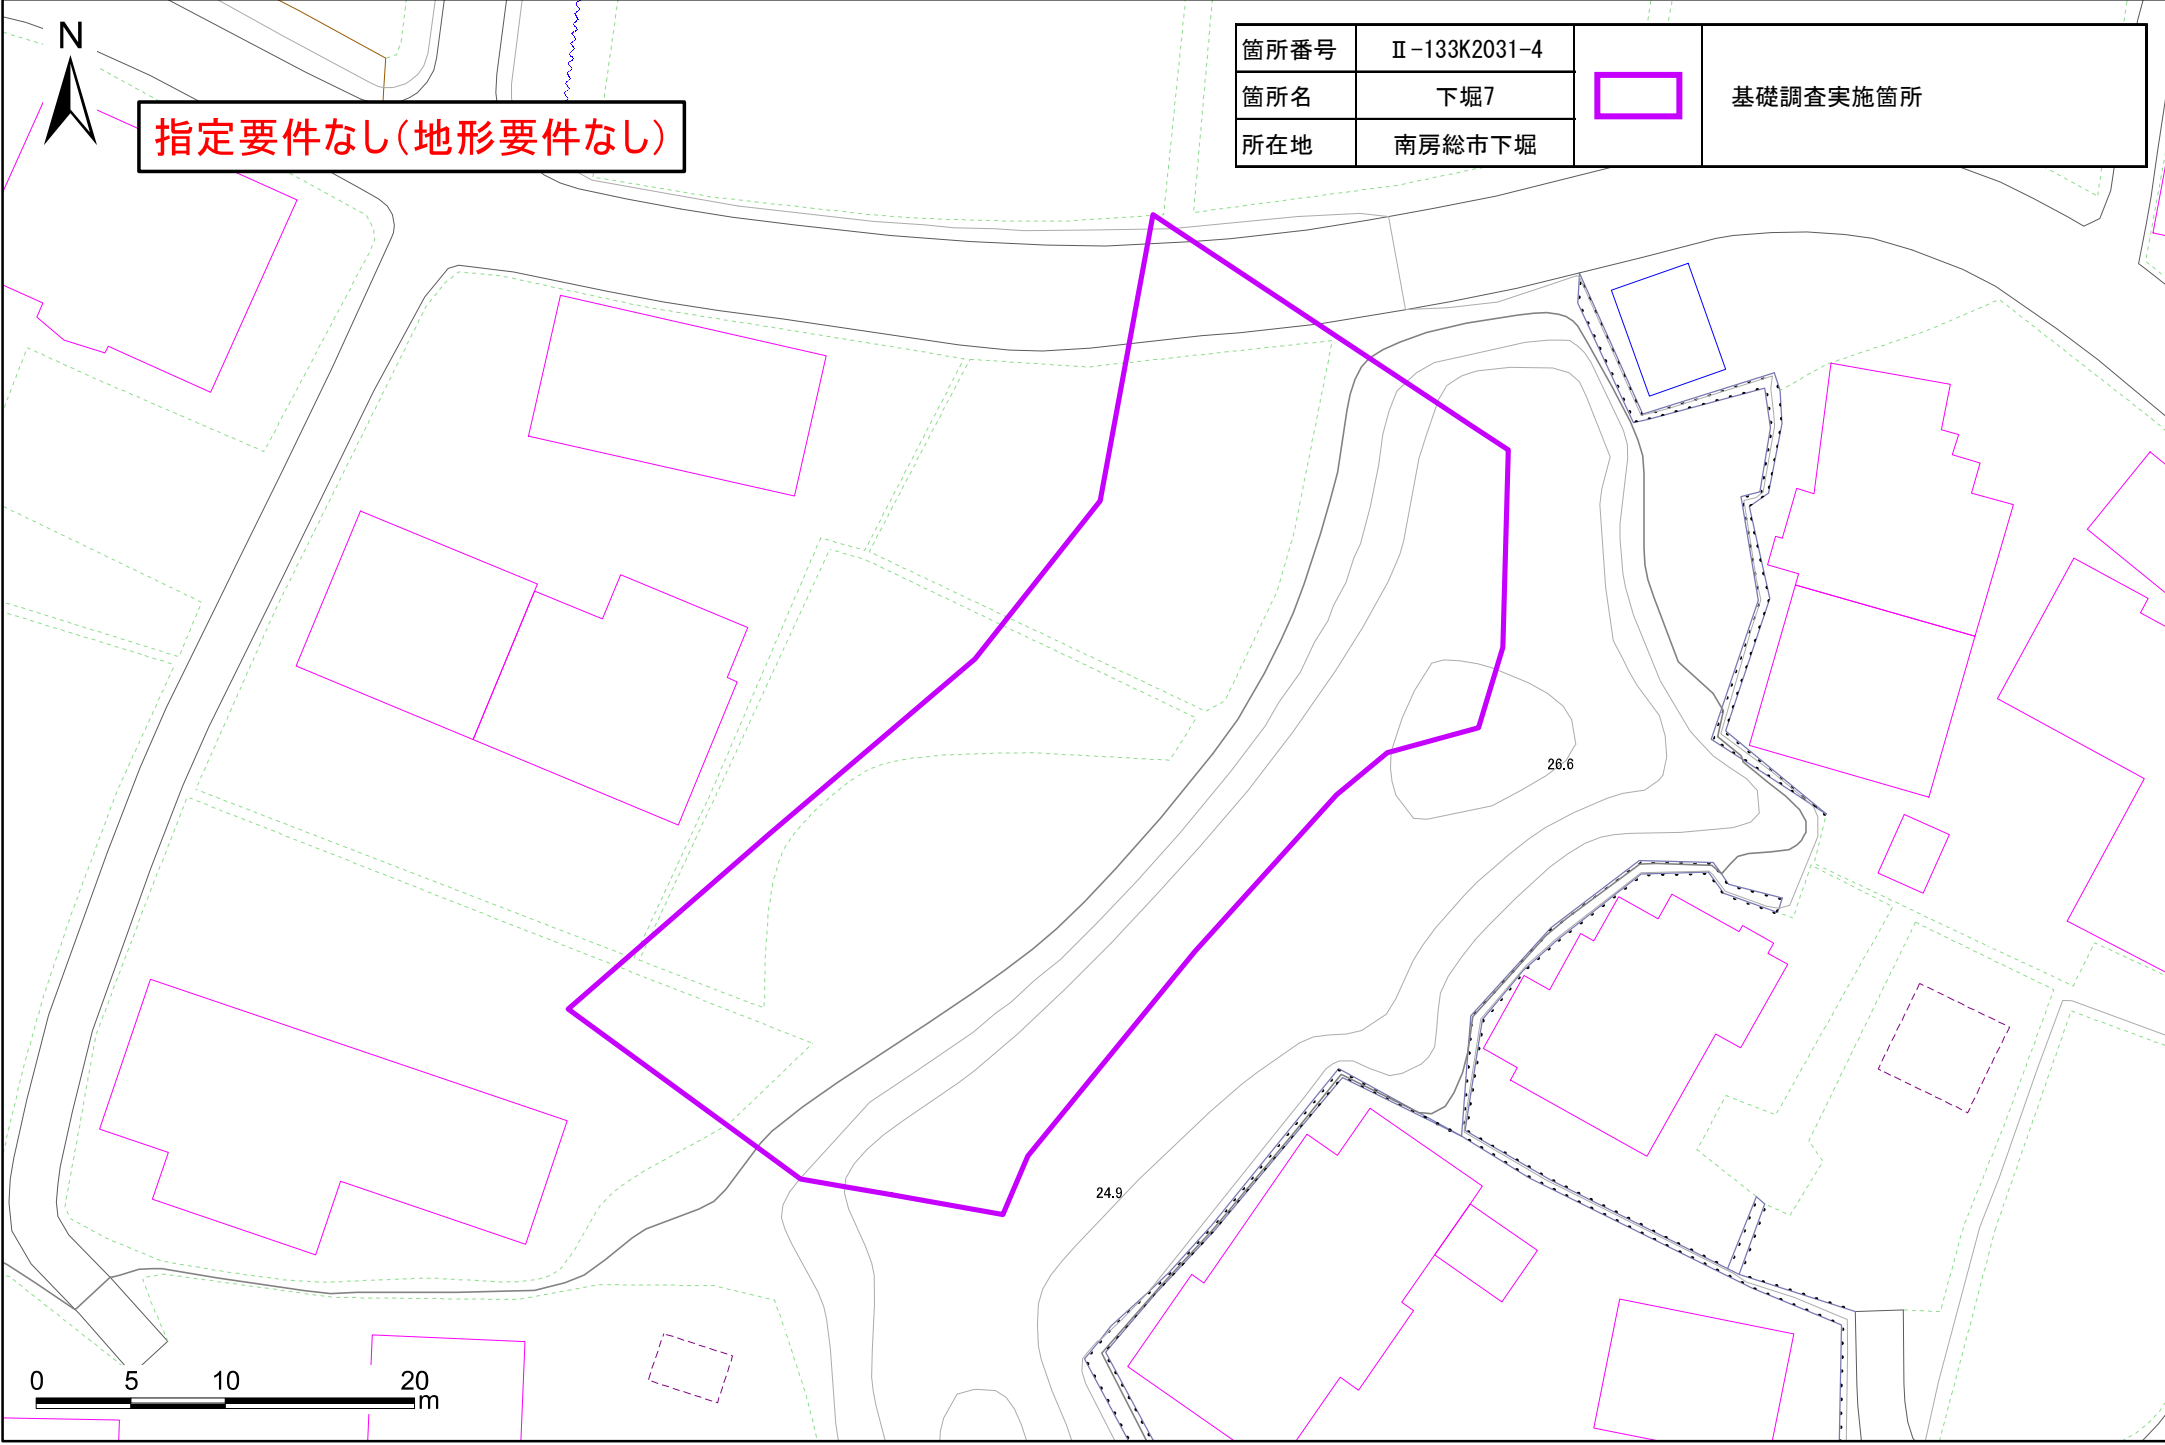 N
指定要件なし(地形要件なし)
箇所番号 Ⅱ-133K2031-4
箇所名 下堀7
所在地 南房総市下堀
基礎調査実施箇所
26.6
24.9
0 5 10 20
m